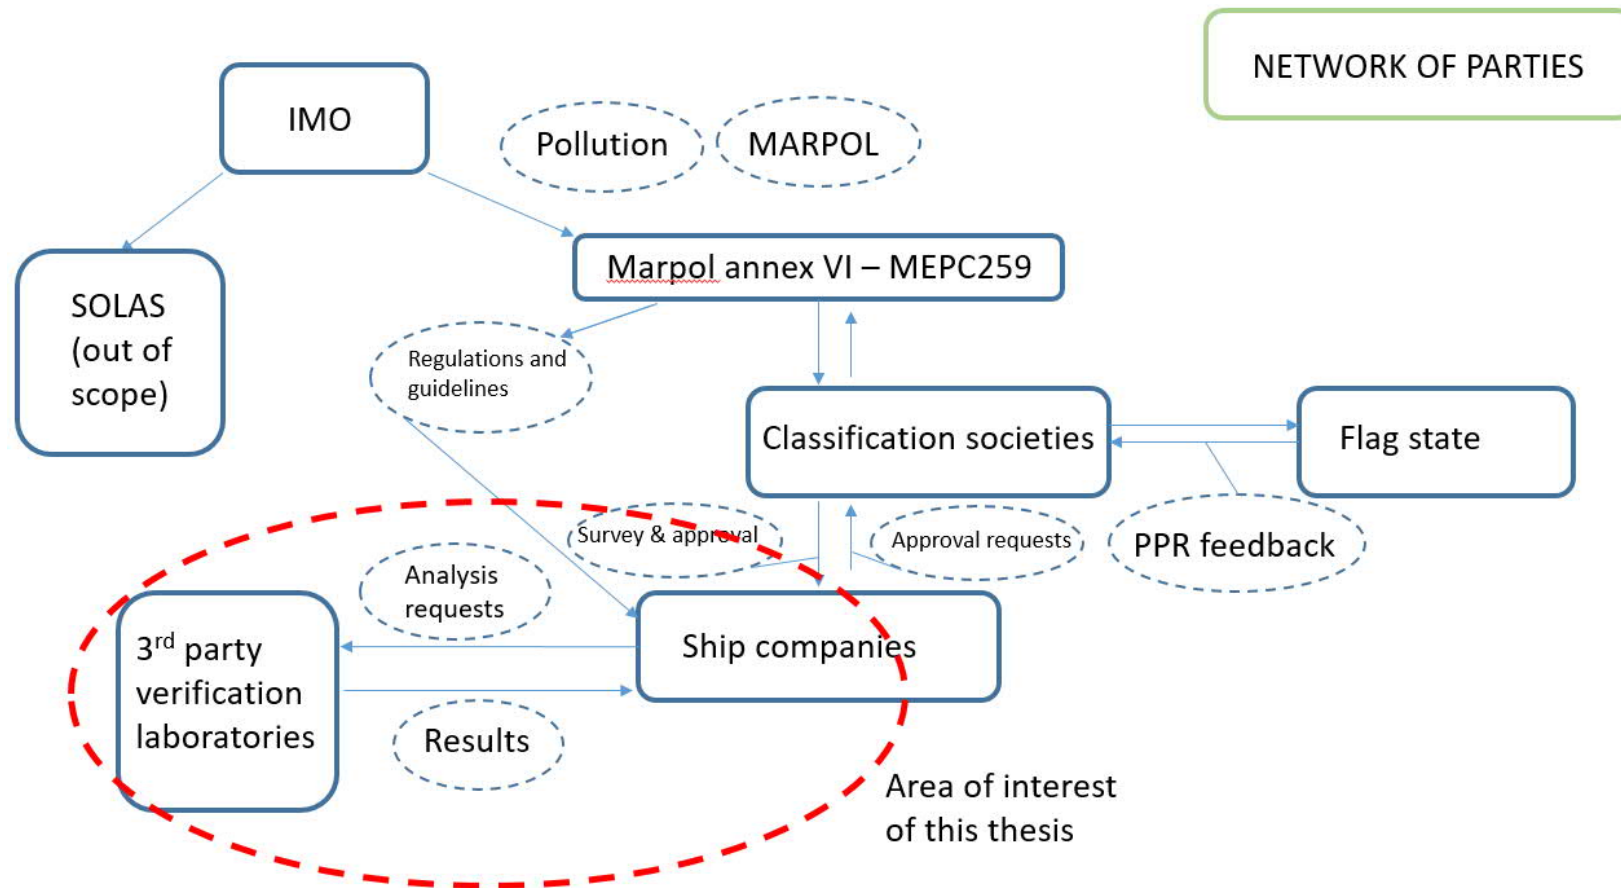 NETWORK OF PARTIES
IMO
Pollution
MARPOL
Marpol annex VI – MEPC259
SOLAS
(out of
scope)
Regulations and
guidelines
Classification societies
Flag state
Survey & approval
Approval requests
PPR feedback
Analysis
requests
3rd party
verification
laboratories
Ship companies
Results
Area of interest
of this thesis